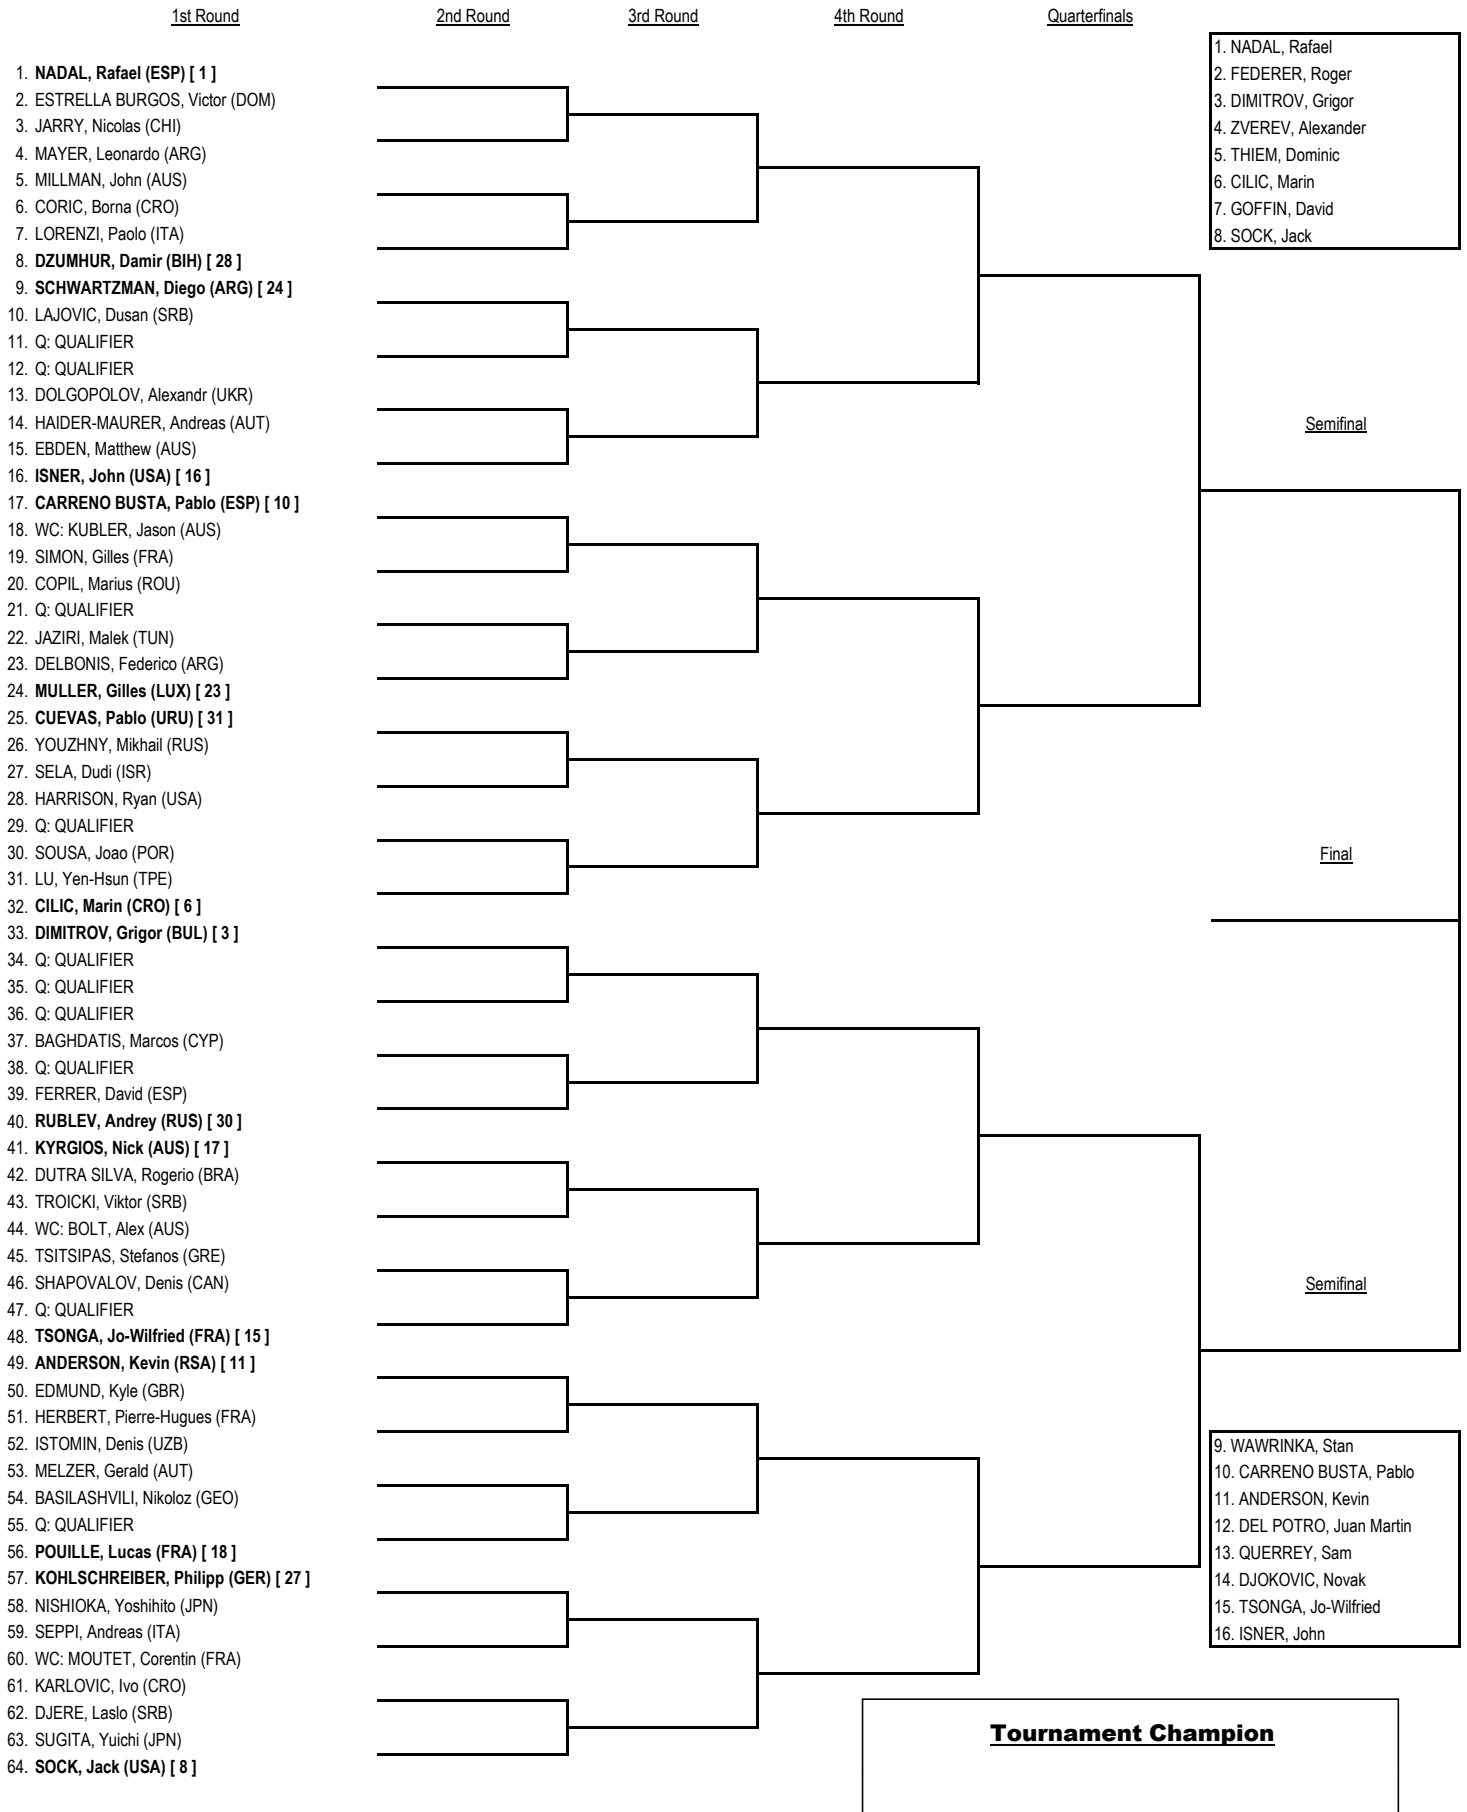 1st Round 2nd Round 3rd Round 4th Round Quarterfinals
1. NADAL, Rafael
2. FEDERER, Roger
3. DIMITROV, Grigor
4. ZVEREV, Alexander
5. THIEM, Dominic
6. CILIC, Marin
7. GOFFIN, David
8. SOCK, Jack
1. NADAL, Rafael (ESP) [ 1 ]
2. ESTRELLA BURGOS, Victor (DOM)
3. JARRY, Nicolas (CHI)
4. MAYER, Leonardo (ARG)
5. MILLMAN, John (AUS)
6. CORIC, Borna (CRO)
7. LORENZI, Paolo (ITA)
8. DZUMHUR, Damir (BIH) [ 28 ]
9. SCHWARTZMAN, Diego (ARG) [ 24 ]
10. LAJOVIC, Dusan (SRB)
11. Q: QUALIFIER
12. Q: QUALIFIER
13. DOLGOPOLOV, Alexandr (UKR)
14. HAIDER-MAURER, Andreas (AUT)
15. EBDEN, Matthew (AUS)
16. ISNER, John (USA) [ 16 ]
17. CARRENO BUSTA, Pablo (ESP) [ 10 ]
18. WC: KUBLER, Jason (AUS)
19. SIMON, Gilles (FRA)
20. COPIL, Marius (ROU)
21. Q: QUALIFIER
22. JAZIRI, Malek (TUN)
23. DELBONIS, Federico (ARG)
24. MULLER, Gilles (LUX) [ 23 ]
25. CUEVAS, Pablo (URU) [ 31 ]
26. YOUZHNY, Mikhail (RUS)
27. SELA, Dudi (ISR)
28. HARRISON, Ryan (USA)
29. Q: QUALIFIER
30. SOUSA, Joao (POR)
31. LU, Yen-Hsun (TPE)
32. CILIC, Marin (CRO) [ 6 ]
33. DIMITROV, Grigor (BUL) [ 3 ]
34. Q: QUALIFIER
35. Q: QUALIFIER
36. Q: QUALIFIER
37. BAGHDATIS, Marcos (CYP)
38. Q: QUALIFIER
39. FERRER, David (ESP)
40. RUBLEV, Andrey (RUS) [ 30 ]
41. KYRGIOS, Nick (AUS) [ 17 ]
42. DUTRA SILVA, Rogerio (BRA)
43. TROICKI, Viktor (SRB)
44. WC: BOLT, Alex (AUS)
45. TSITSIPAS, Stefanos (GRE)
46. SHAPOVALOV, Denis (CAN)
47. Q: QUALIFIER
48. TSONGA, Jo-Wilfried (FRA) [ 15 ]
49. ANDERSON, Kevin (RSA) [ 11 ]
50. EDMUND, Kyle (GBR)
51. HERBERT, Pierre-Hugues (FRA)
52. ISTOMIN, Denis (UZB)
53. MELZER, Gerald (AUT)
54. BASILASHVILI, Nikoloz (GEO)
55. Q: QUALIFIER
56. POUILLE, Lucas (FRA) [ 18 ]
57. KOHLSCHREIBER, Philipp (GER) [ 27 ]
58. NISHIOKA, Yoshihito (JPN)
59. SEPPI, Andreas (ITA)
60. WC: MOUTET, Corentin (FRA)
61. KARLOVIC, Ivo (CRO)
62. DJERE, Laslo (SRB)
63. SUGITA, Yuichi (JPN)
64. SOCK, Jack (USA) [ 8 ]
Semifinal
Final
Semifinal
9. WAWRINKA, Stan
10. CARRENO BUSTA, Pablo
11. ANDERSON, Kevin
12. DEL POTRO, Juan Martin
13. QUERREY, Sam
14. DJOKOVIC, Novak
15. TSONGA, Jo-Wilfried
16. ISNER, John
Tournament Champion